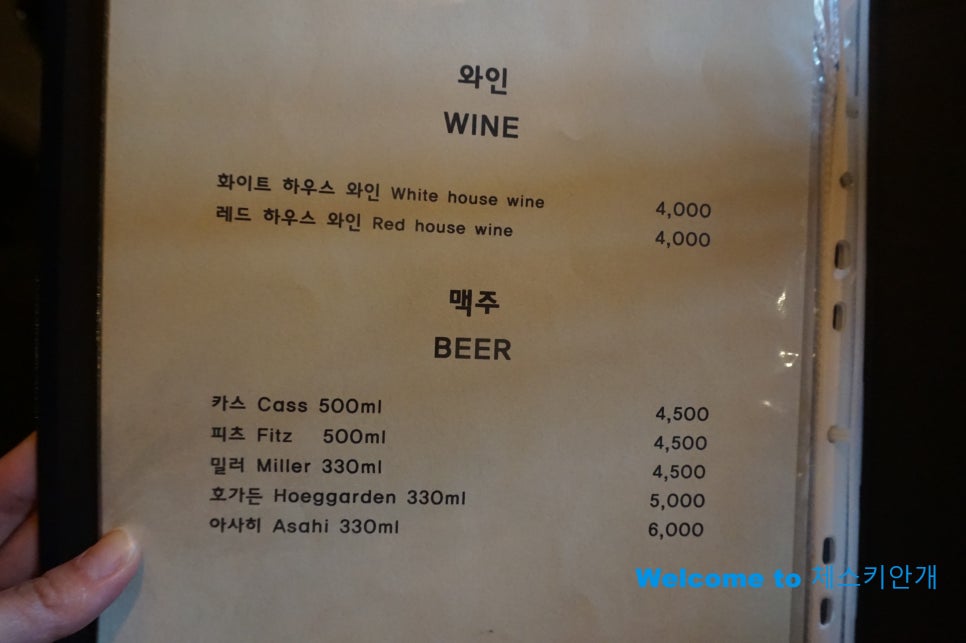 와인
WINE
화이트 하우스 와인 White house wine 4,000
레드 하우스 와인 Red house wine 4,000
맥주
BEER
카스 Cass 500ml 4,500
피츠 Fitz 500ml 4,500
밀러 Miller 330ml 4,500
호가든 Hoeggarden 330ml 5,000
아사히 Asahi 330ml 6,000
Welcome to 체스키안개